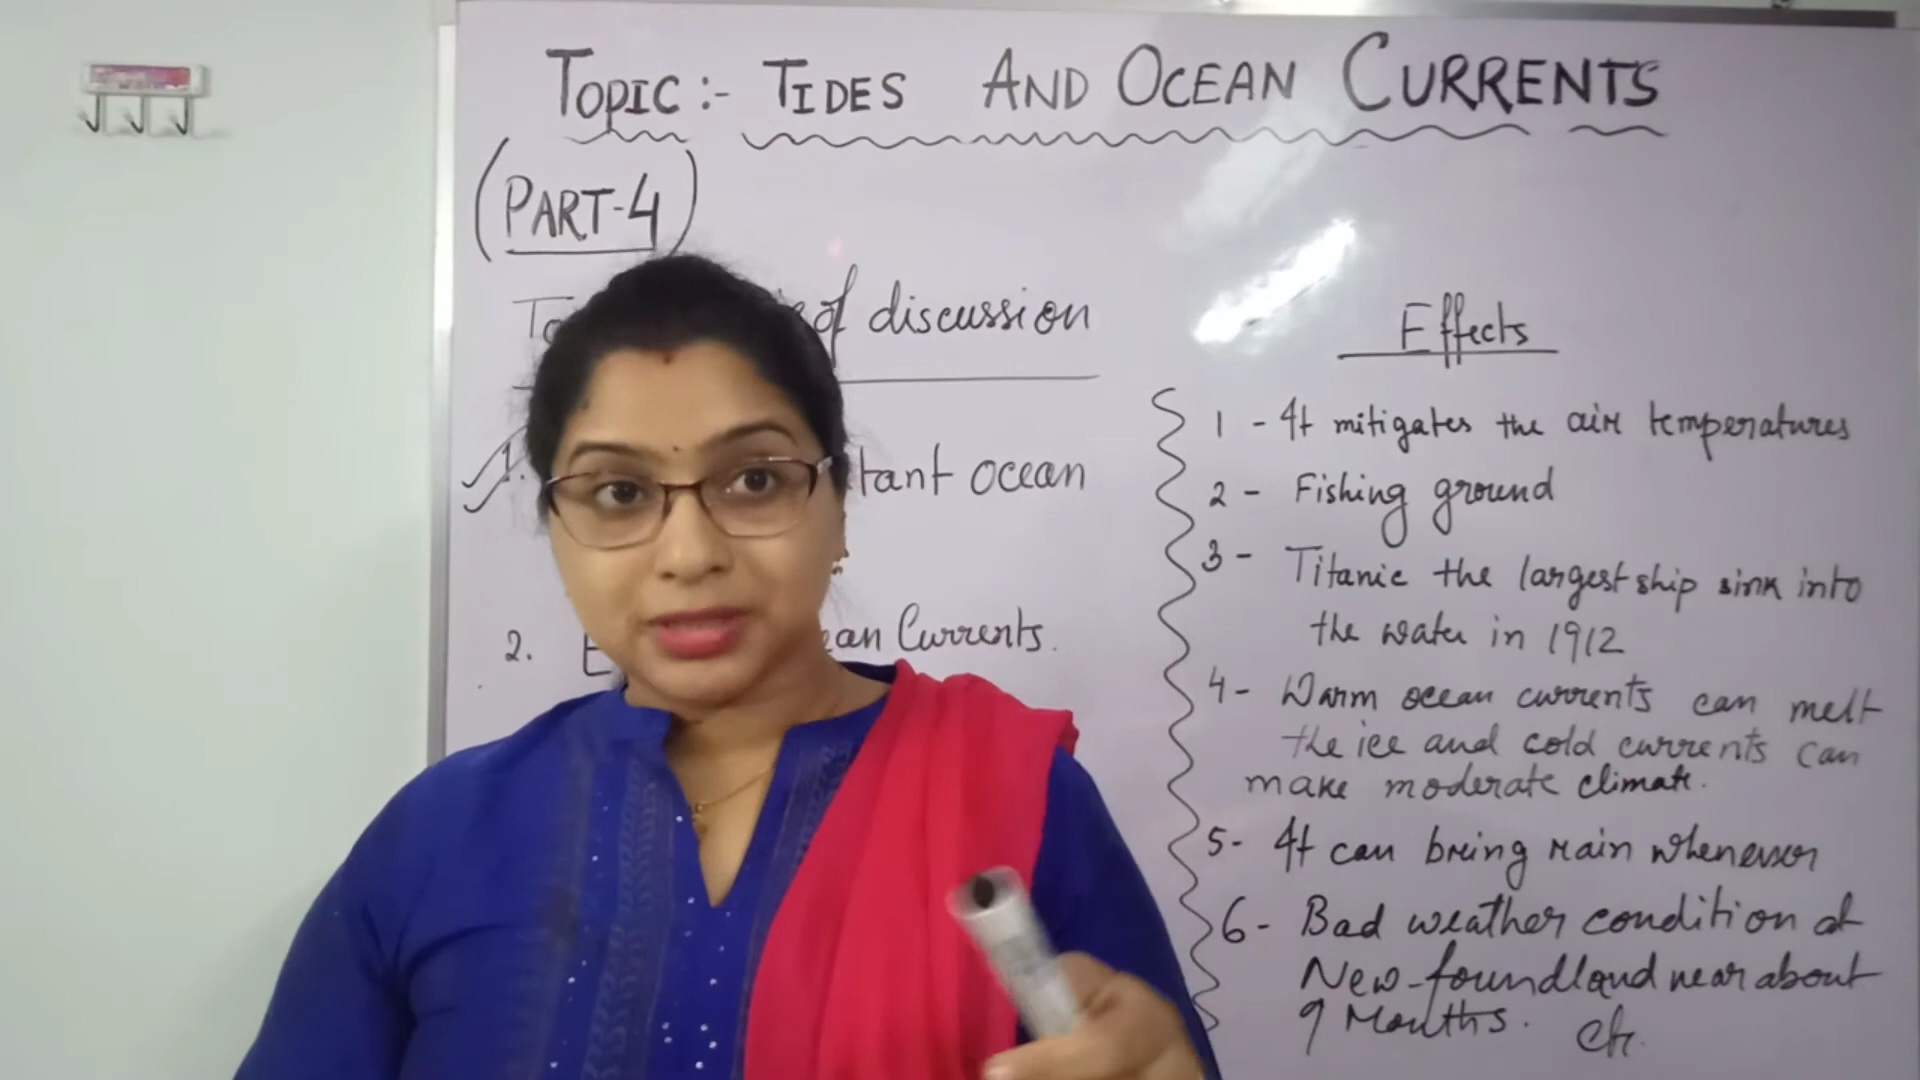 TOPIC :- TIDES AND OCEAN CURRENTS
(PART-4)
of discussion
1. tant ocean
2. E ean Currents.
Effects
1 - It mitigates the air temperatures
2 - Fishing ground
3 - Titanic the largest ship sink into
the water in 1912
4 - Warm ocean currents can melt
the ice and cold currents can
make moderate climate.
5 - It can bring rain whenever
6 - Bad weather condition at
New-foundland near about
9 Months. etc.